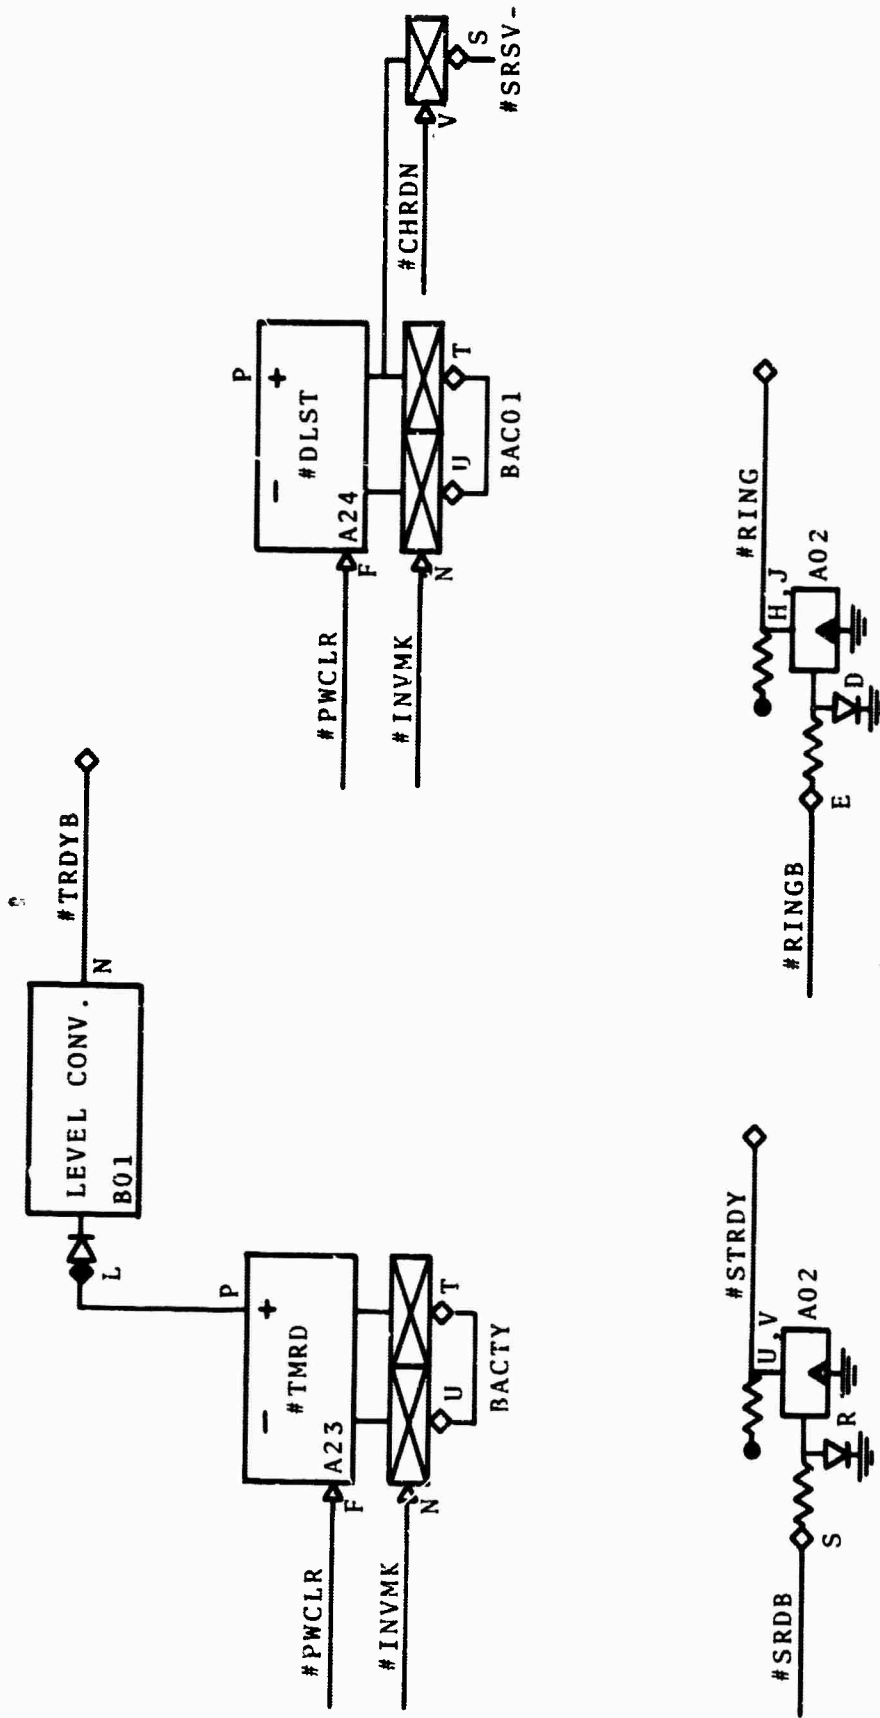 #TRDYB
N
LEVEL CONV.
B01
L
P
+
−
#TMRD
A23
F
#PWCLR
N
#INVMK
U
T
BACTY
P
+
−
#DLST
A24
F
#PWCLR
N
#INVMK
U
T
BAC01
#CHRDN
V
S
#SRSV-
#STRDY
U,V
A02
R
S
#SRDB
#RING
H,J
A02
D
E
#RINGB